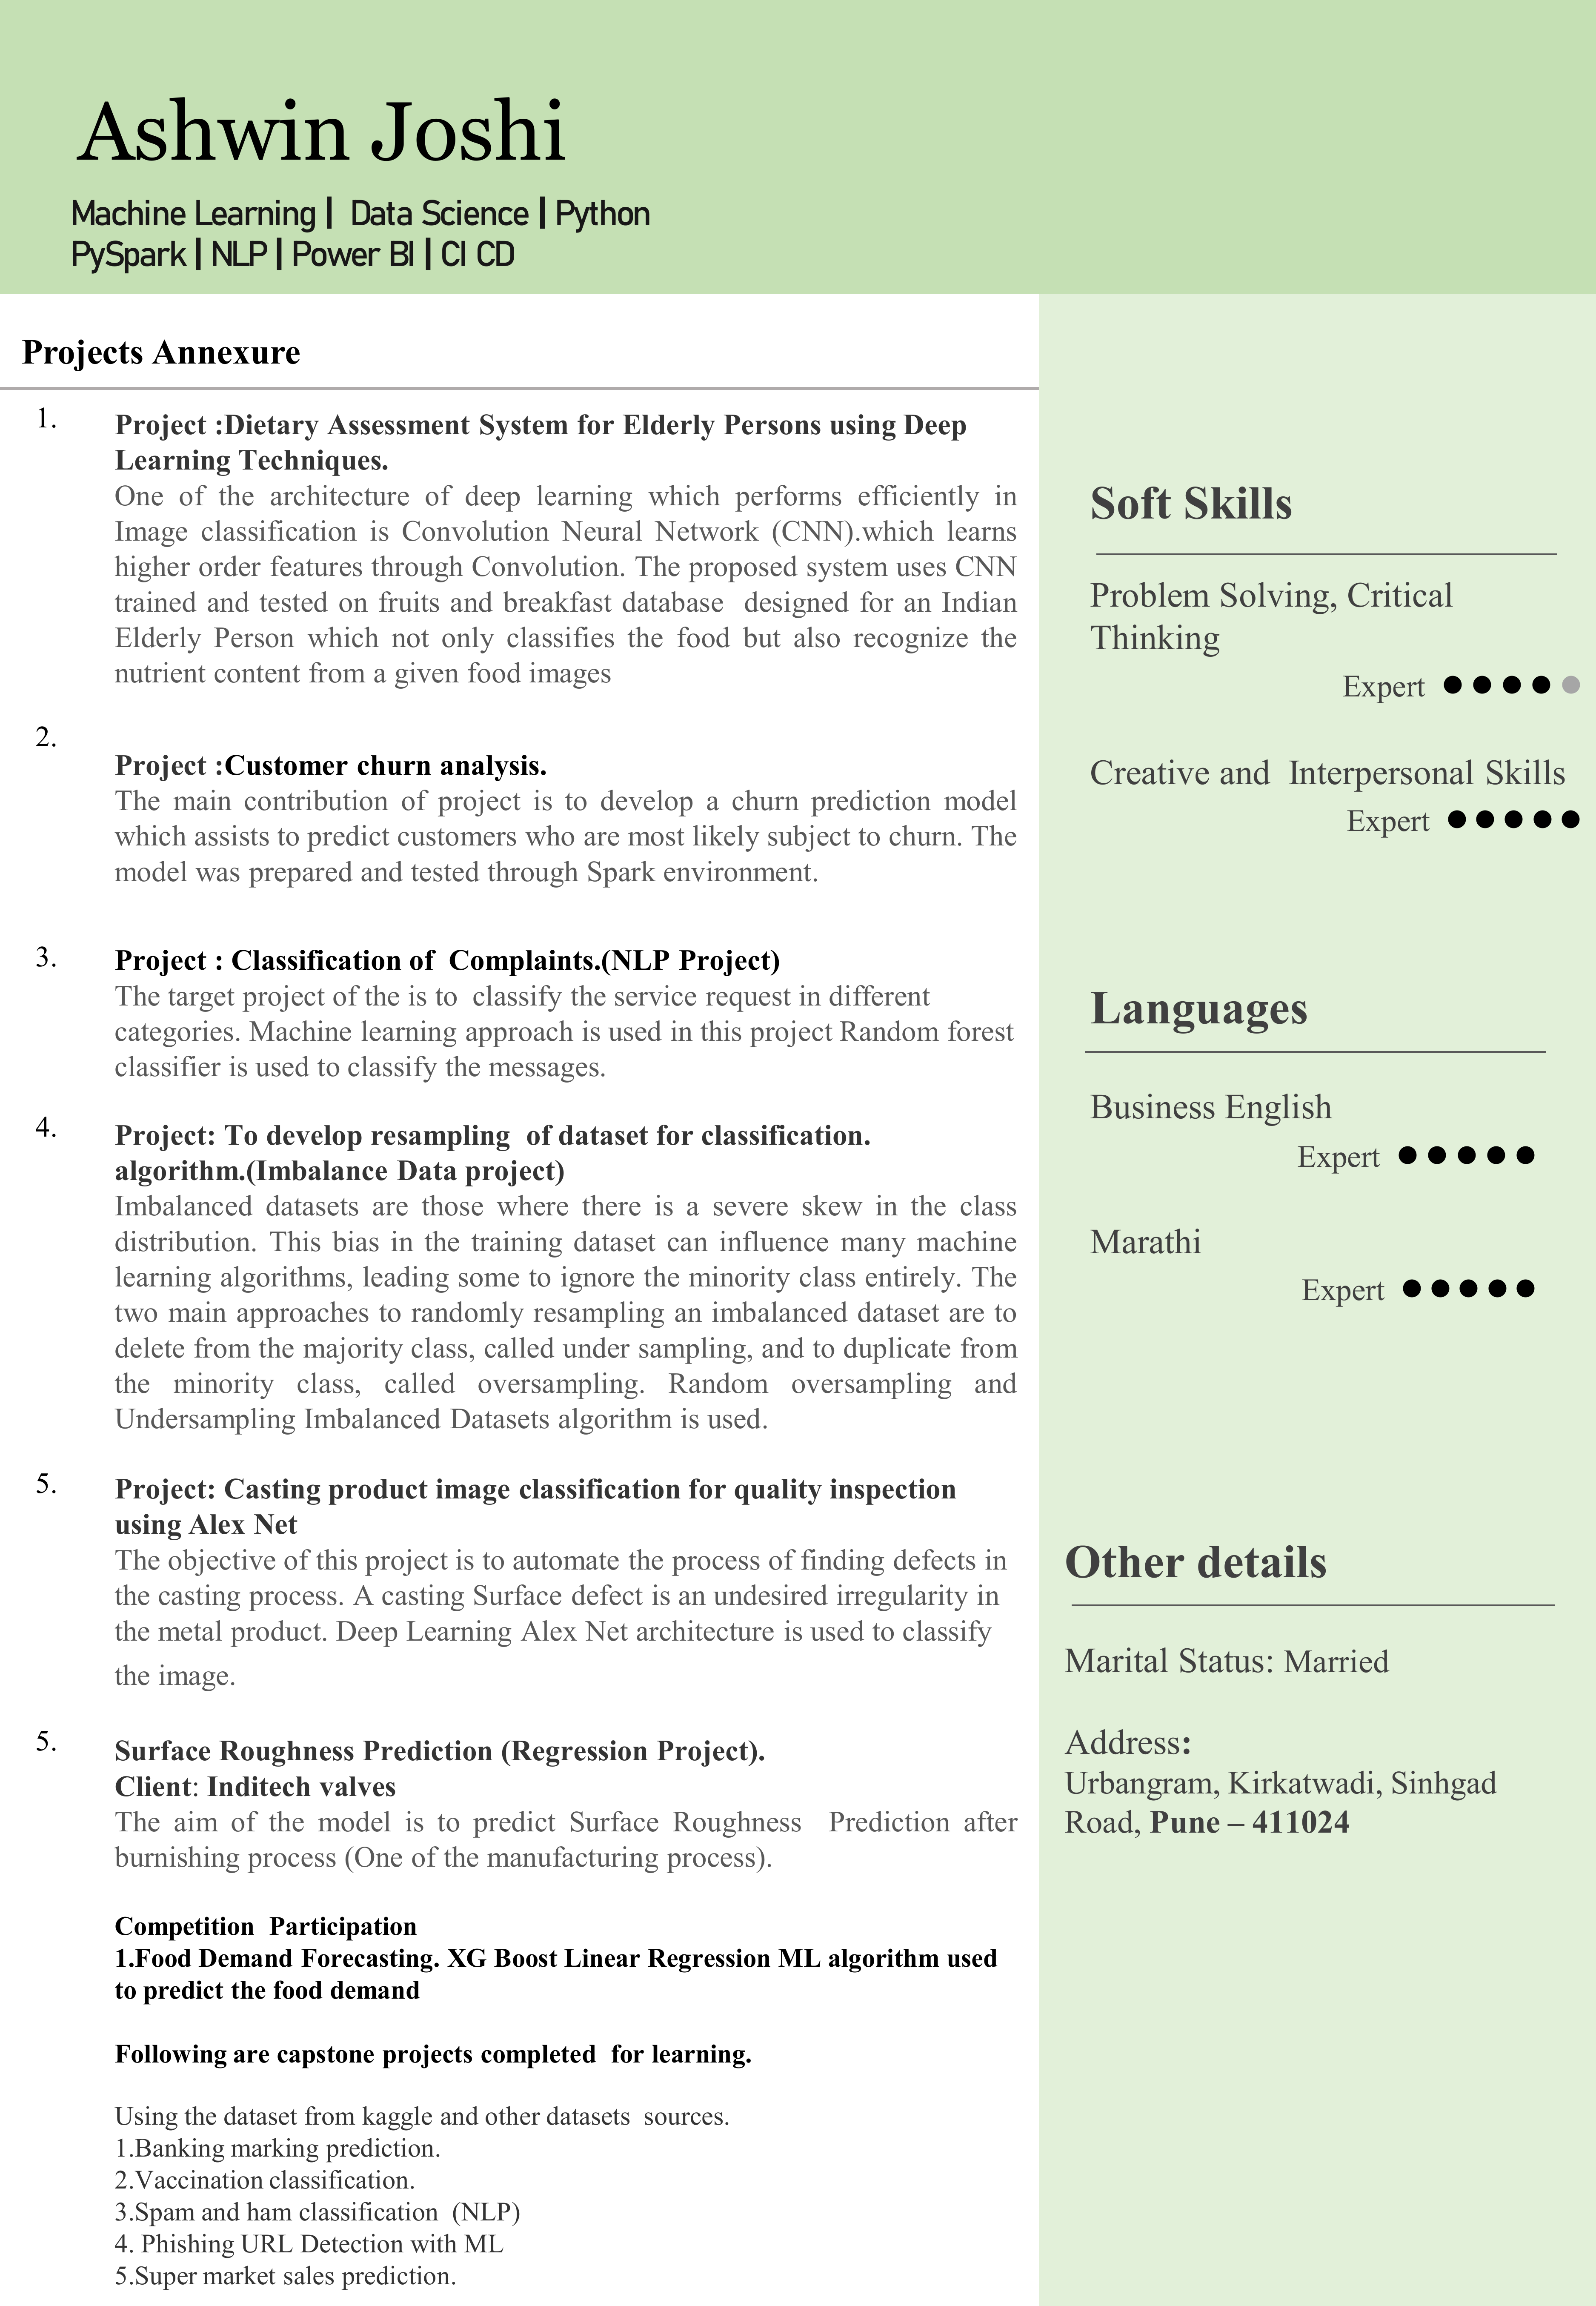 Ashwin Joshi
Machine Learning | Data Science | Python
PySpark | NLP | Power BI | CI CD
Projects Annexure
1.
Project :Dietary Assessment System for Elderly Persons using Deep
Learning Techniques.
One of the architecture of deep learning which performs efficiently in
Image classification is Convolution Neural Network (CNN).which learns
higher order features through Convolution. The proposed system uses CNN
trained and tested on fruits and breakfast database designed for an Indian
Elderly Person which not only classifies the food but also recognize the
nutrient content from a given food images
2.
Project :Customer churn analysis.
The main contribution of project is to develop a churn prediction model
which assists to predict customers who are most likely subject to churn. The
model was prepared and tested through Spark environment.
3.
Project : Classification of Complaints.(NLP Project)
The target project of the is to classify the service request in different
categories. Machine learning approach is used in this project Random forest
classifier is used to classify the messages.
4.
Project: To develop resampling of dataset for classification.
algorithm.(Imbalance Data project)
Imbalanced datasets are those where there is a severe skew in the class
distribution. This bias in the training dataset can influence many machine
learning algorithms, leading some to ignore the minority class entirely. The
two main approaches to randomly resampling an imbalanced dataset are to
delete from the majority class, called under sampling, and to duplicate from
the minority class, called oversampling. Random oversampling and
Undersampling Imbalanced Datasets algorithm is used.
5.
Project: Casting product image classification for quality inspection
using Alex Net
The objective of this project is to automate the process of finding defects in
the casting process. A casting Surface defect is an undesired irregularity in
the metal product. Deep Learning Alex Net architecture is used to classify
the image.
5.
Surface Roughness Prediction (Regression Project).
Client: Inditech valves
The aim of the model is to predict Surface Roughness Prediction after
burnishing process (One of the manufacturing process).
Competition Participation
1.Food Demand Forecasting. XG Boost Linear Regression ML algorithm used
to predict the food demand
Following are capstone projects completed for learning.
Using the dataset from kaggle and other datasets sources.
1.Banking marking prediction.
2.Vaccination classification.
3.Spam and ham classification (NLP)
4. Phishing URL Detection with ML
5.Super market sales prediction.
Soft Skills
Problem Solving, Critical
Thinking
Expert
Creative and Interpersonal Skills
Expert
Languages
Business English
Expert
Marathi
Expert
Other details
Marital Status: Married
Address:
Urbangram, Kirkatwadi, Sinhgad
Road, Pune – 411024